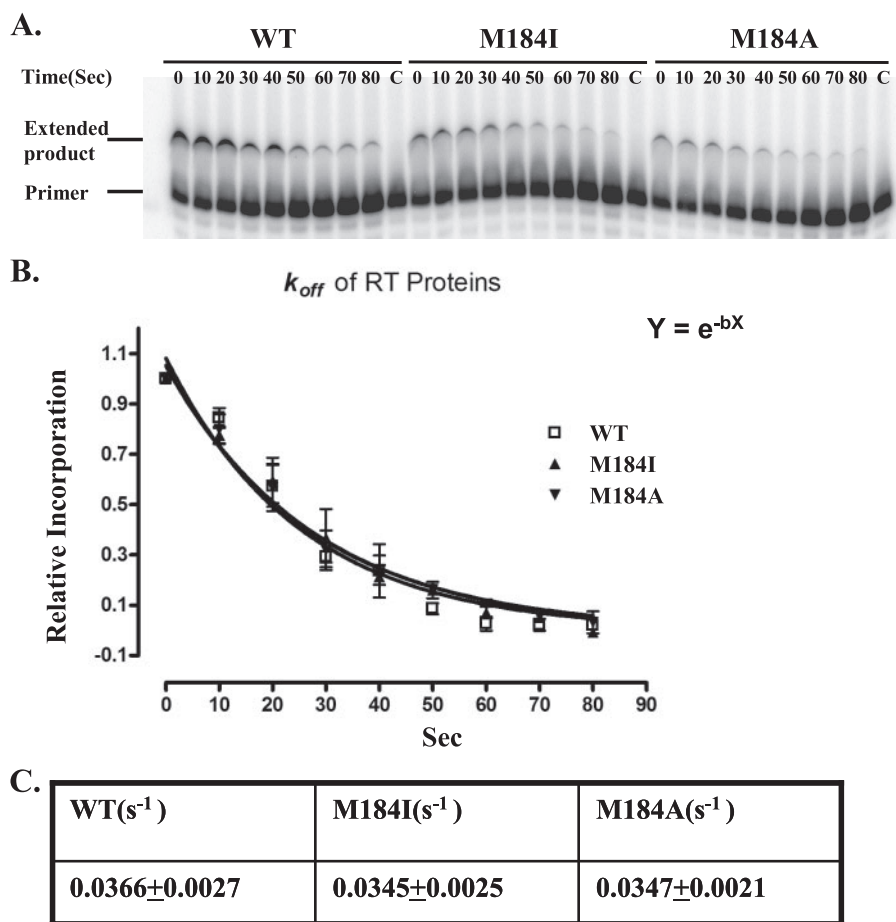 A.
WT M184I M184A
Time(Sec) 0 10 20 30 40 50 60 70 80 C 0 10 20 30 40 50 60 70 80 C 0 10 20 30 40 50 60 70 80 C
Extended
product
Primer
B.
k_off of RT Proteins
Y = e^-bX
1.1
0.9
0.7
0.5
0.3
0.1
-0.1
Relative Incorporation
WT
M184I
M184A
0 10 20 30 40 50 60 70 80 90
Sec
C.
WT(s^-1 ) M184I(s^-1 ) M184A(s^-1 )
0.0366±0.0027 0.0345±0.0025 0.0347±0.0021